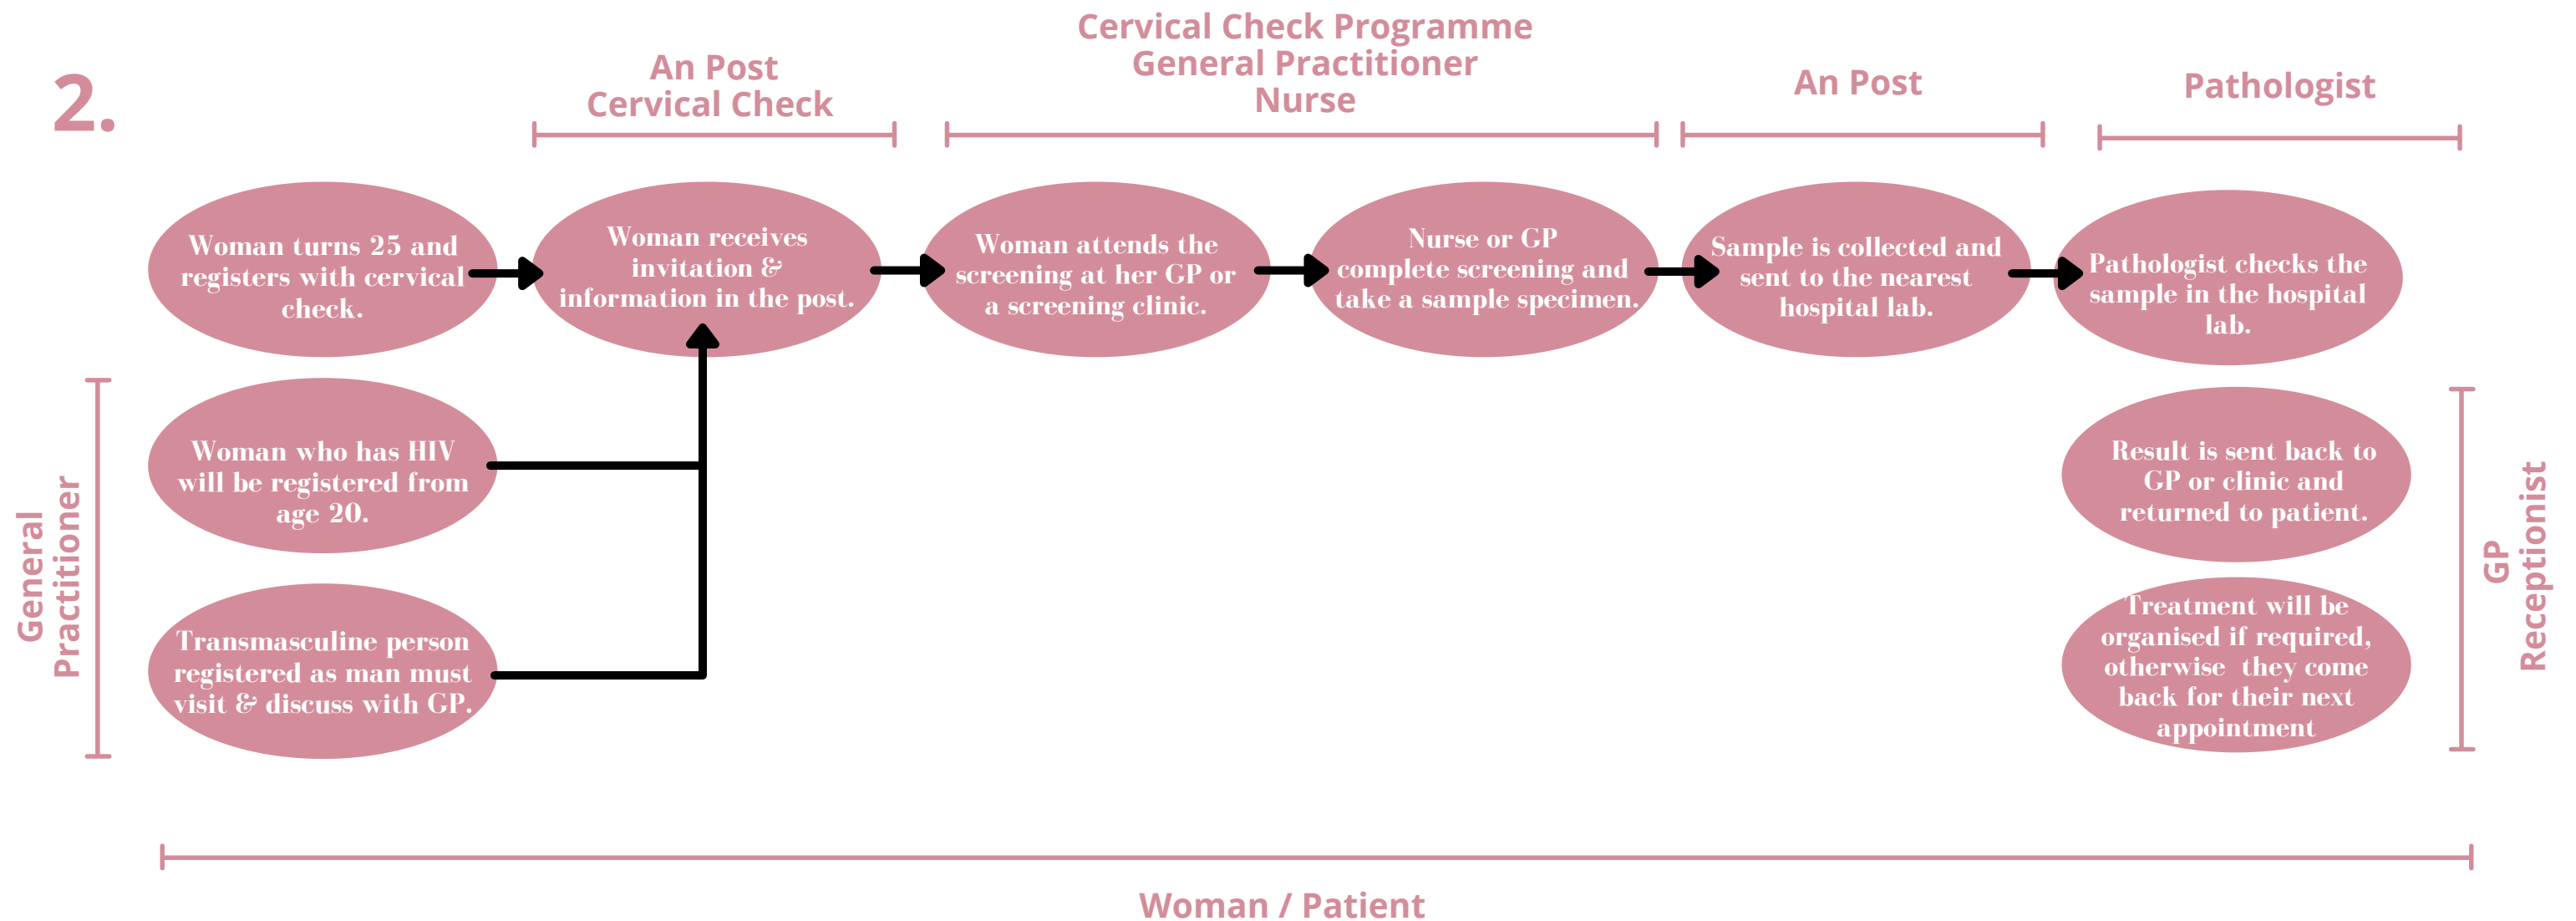 2.
An Post
Cervical Check
Cervical Check Programme
General Practitioner
Nurse
An Post
Pathologist
Woman turns 25 and
registers with cervical
check.
Woman receives
invitation &
information in the post.
Woman attends the
screening at her GP or
a screening clinic.
Nurse or GP
complete screening and
take a sample specimen.
Sample is collected and
sent to the nearest
hospital lab.
Pathologist checks the
sample in the hospital
lab.
General
Practitioner
Woman who has HIV
will be registered from
age 20.
Transmasculine person
registered as man must
visit & discuss with GP.
Result is sent back to
GP or clinic and
returned to patient.
Treatment will be
organised if required,
otherwise they come
back for their next
appointment
GP
Receptionist
Woman / Patient